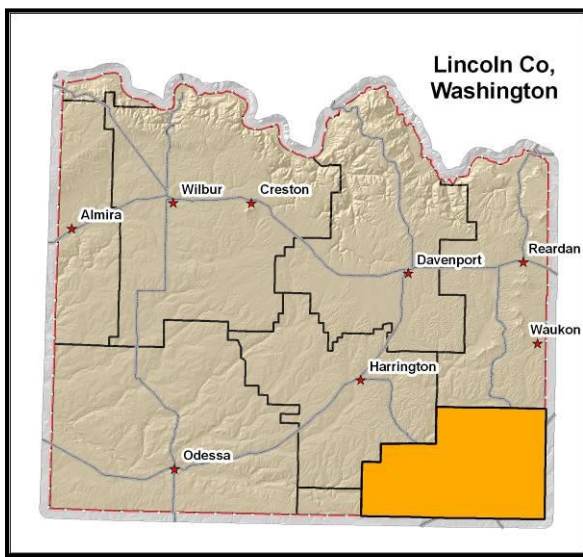 Lincoln Co,
Washington
Wilbur
Creston
Almira
Reardan
Davenport
Waukon
Harrington
Odessa